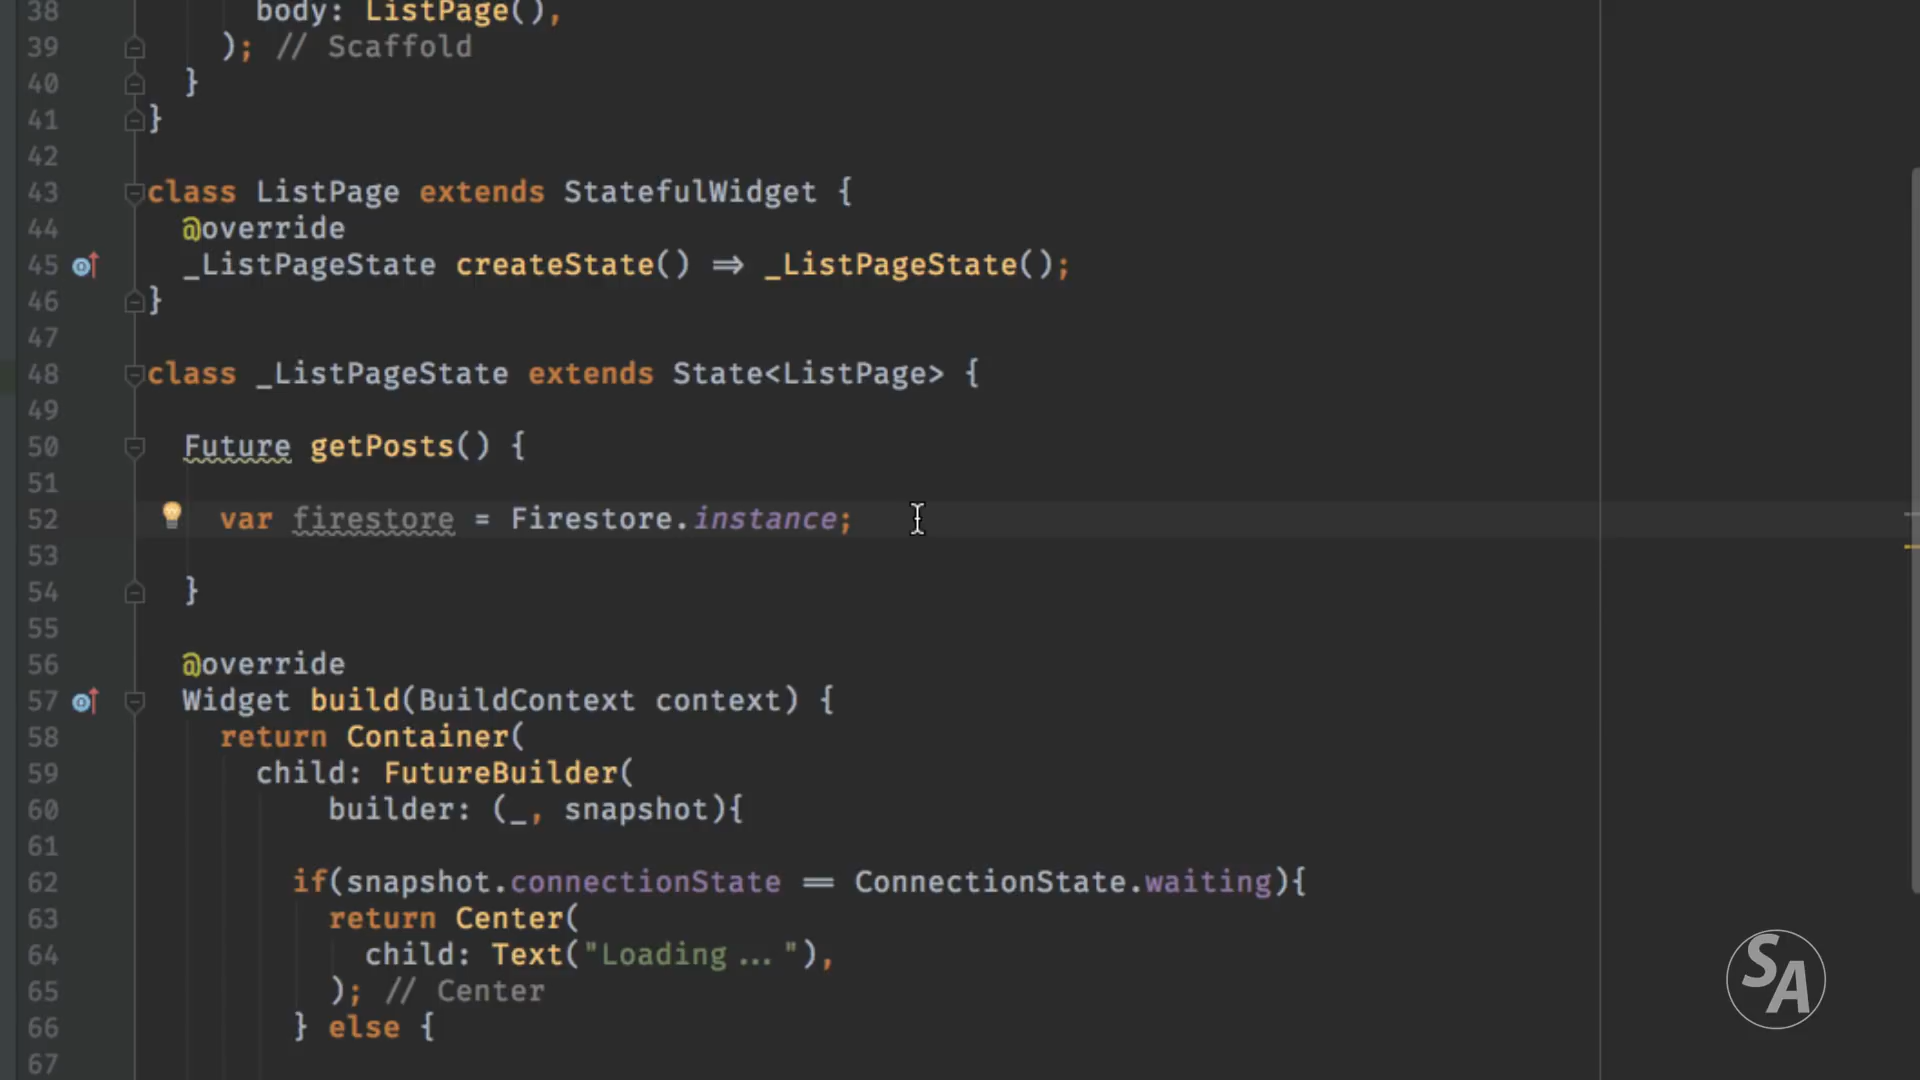 38 body: ListPage(),
39 ); // Scaffold
40 }
41 }
42
43 class ListPage extends StatefulWidget {
44 @override
45 _ListPageState createState() => _ListPageState();
46 }
47
48 class _ListPageState extends State<ListPage> {
49
50 Future getPosts() {
51
52 var firestore = Firestore.instance;
53
54 }
55
56 @override
57 Widget build(BuildContext context) {
58 return Container(
59 child: FutureBuilder(
60 builder: (_, snapshot){
61
62 if(snapshot.connectionState == ConnectionState.waiting){
63 return Center(
64 child: Text("Loading ... "),
65 ); // Center
66 } else {
67
SA